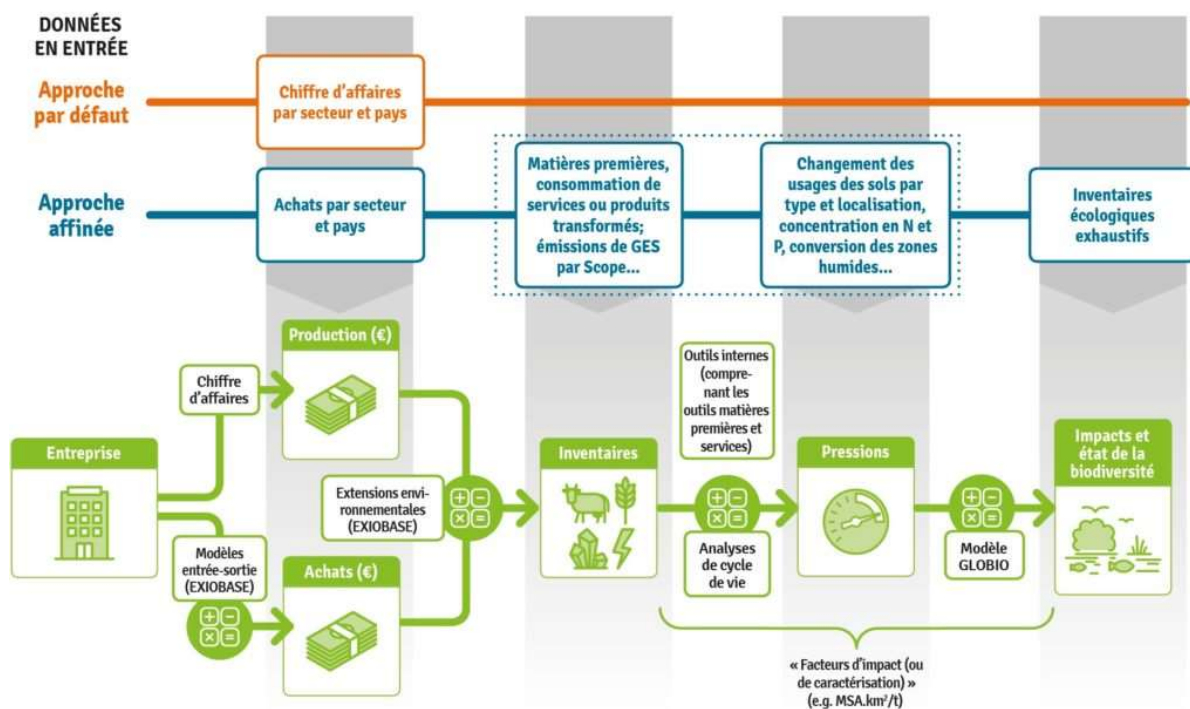 DONNÉES
EN ENTRÉE
Approche
par défaut
Chiffre d'affaires
par secteur et pays
Approche
affinée
Achats par secteur
et pays
Matières premières,
consommation de
services ou produits
transformés;
émissions de GES
par Scope...
Changement des
usages des sols par
type et localisation,
concentration en N et
P, conversion des zones
humides...
Inventaires
écologiques
exhaustifs
Entreprise
Chiffre
d'affaires
Modèles
entrée-sortie
(EXIOBASE)
Production (€)
Achats (€)
Extensions envi-
ronnementales
(EXIOBASE)
Inventaires
Outils internes
(compre-
nant les
outils matières
premières et
services)
Analyses
de cycle
de vie
Pressions
Modèle
GLOBIO
Impacts et
état de la
biodiversité
« Facteurs d'impact (ou
de caractérisation) »
(e.g. MSA.km²/t)